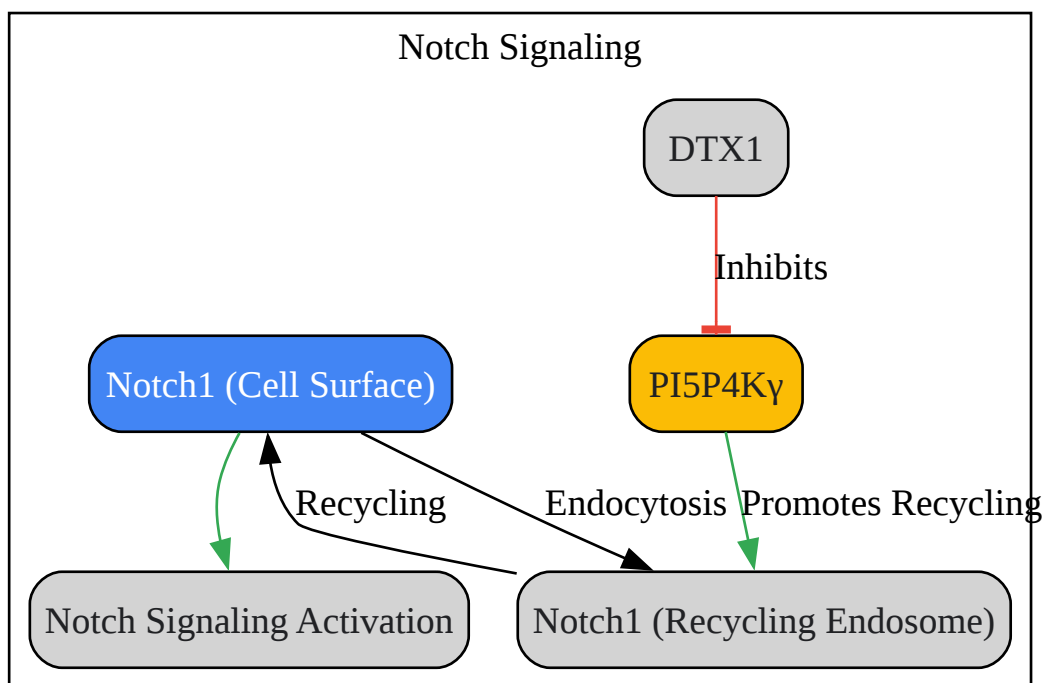 Notch Signaling
DTX1
Inhibits
Notch1 (Cell Surface)
PI5P4Kγ
Recycling
Endocytosis
Promotes Recycling
Notch Signaling Activation
Notch1 (Recycling Endosome)